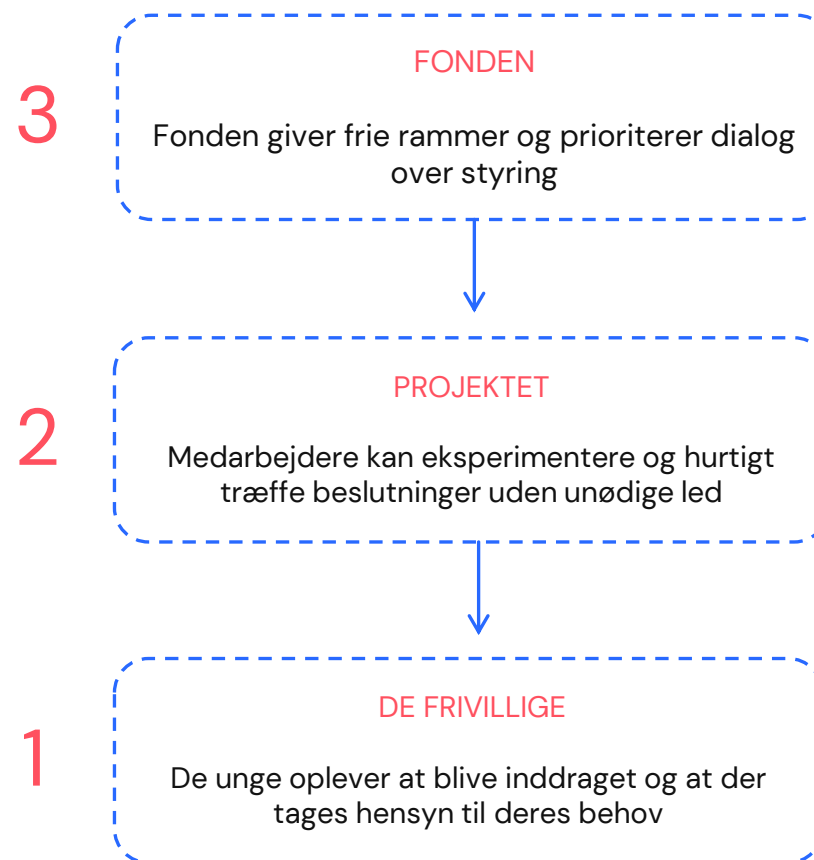 3
FONDEN
Fonden giver frie rammer og prioriterer dialog
over styring
2
PROJEKTET
Medarbejdere kan eksperimentere og hurtigt
træffe beslutninger uden unødige led
1
DE FRIVILLIGE
De unge oplever at blive inddraget og at der
tages hensyn til deres behov